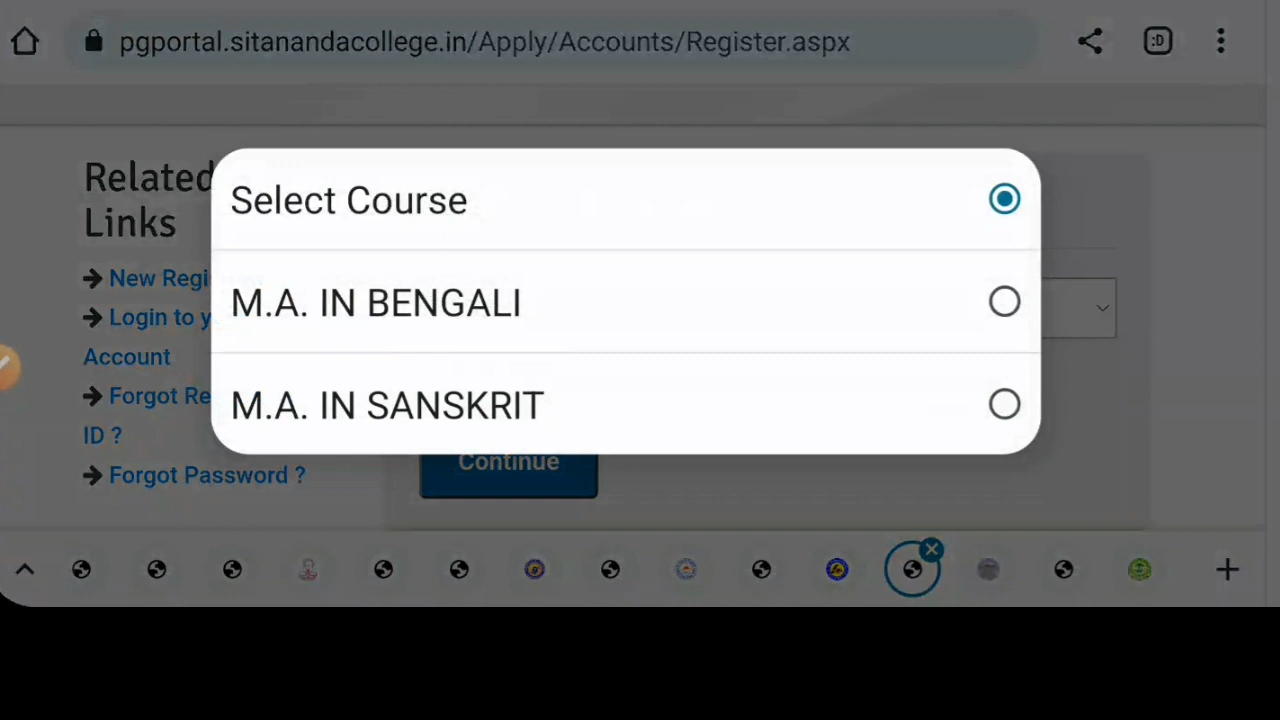 pgportal.sitanandacollege.in/Apply/Accounts/Register.aspx
:D
Related
Links
New Regi
Login to y
Account
Forgot Re
ID ?
Forgot Password ?
Select Course
M.A. IN BENGALI
M.A. IN SANSKRIT
Continue